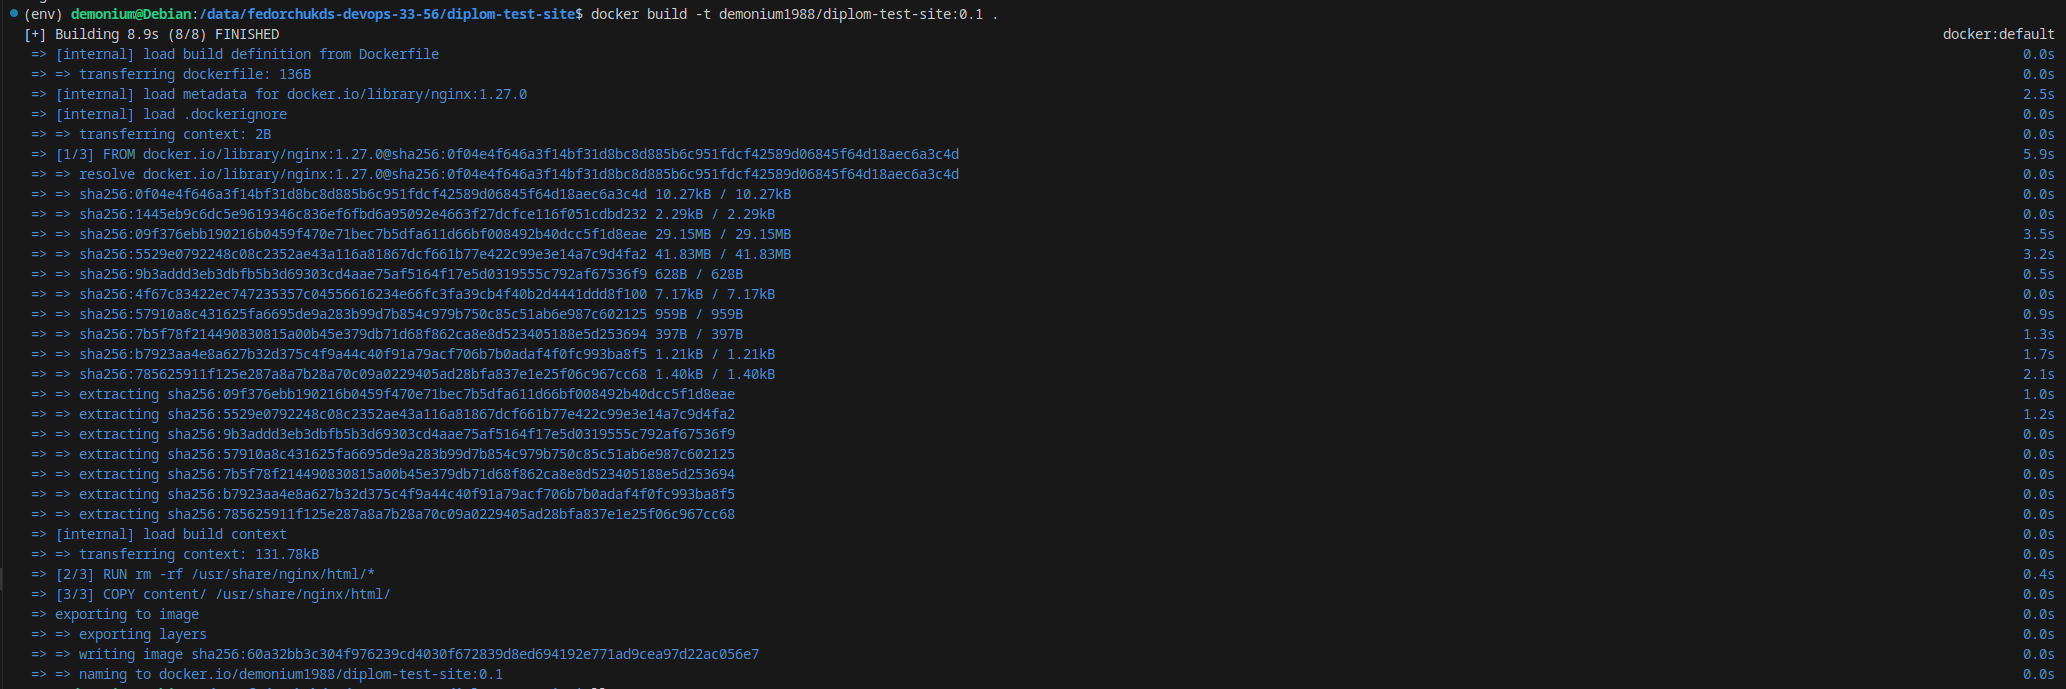 (env) demonium@Debian:/data/fedorchukds-devops-33-56/diplom-test-site$ docker build -t demonium1988/diplom-test-site:0.1 .
[+] Building 8.9s (8/8) FINISHED docker:default
=> [internal] load build definition from Dockerfile 0.0s
=> => transferring dockerfile: 136B 0.0s
=> [internal] load metadata for docker.io/library/nginx:1.27.0 2.5s
=> [internal] load .dockerignore 0.0s
=> => transferring context: 2B 0.0s
=> [1/3] FROM docker.io/library/nginx:1.27.0@sha256:0f04e4f646a3f14bf31d8bc8d885b6c951fdcf42589d06845f64d18aec6a3c4d 5.9s
=> => resolve docker.io/library/nginx:1.27.0@sha256:0f04e4f646a3f14bf31d8bc8d885b6c951fdcf42589d06845f64d18aec6a3c4d 0.0s
=> => sha256:0f04e4f646a3f14bf31d8bc8d885b6c951fdcf42589d06845f64d18aec6a3c4d 10.27kB / 10.27kB 0.0s
=> => sha256:1445eb9c6dc5e9619346c836ef6fbd6a95092e4663f27dcfce116f051cdbd232 2.29kB / 2.29kB 0.0s
=> => sha256:09f376ebb190216b0459f470e71bec7b5dfa611d66bf008492b40dcc5f1d8eae 29.15MB / 29.15MB 3.5s
=> => sha256:5529e0792248c08c2352ae43a116a81867dcf661b77e422c99e3e14a7c9d4fa2 41.83MB / 41.83MB 3.2s
=> => sha256:9b3addd3eb3dbfb5b3d69303cd4aae75af5164f17e5d0319555c792af67536f9 628B / 628B 0.5s
=> => sha256:4f67c83422ec747235357c04556616234e66fc3fa39cb4f40b2d4441ddd8f100 7.17kB / 7.17kB 0.0s
=> => sha256:57910a8c431625fa6695de9a283b99d7b854c979b750c85c51ab6e987c602125 959B / 959B 0.9s
=> => sha256:7b5f78f214490830815a00b45e379db71d68f862ca8e8d523405188e5d253694 397B / 397B 1.3s
=> => sha256:b7923aa4e8a627b32d375c4f9a44c40f91a79acf706b7b0adaf4f0fc993ba8f5 1.21kB / 1.21kB 1.7s
=> => sha256:785625911f125e287a8a7b28a70c09a0229405ad28bfa837e1e25f06c967cc68 1.40kB / 1.40kB 2.1s
=> => extracting sha256:09f376ebb190216b0459f470e71bec7b5dfa611d66bf008492b40dcc5f1d8eae 1.0s
=> => extracting sha256:5529e0792248c08c2352ae43a116a81867dcf661b77e422c99e3e14a7c9d4fa2 1.2s
=> => extracting sha256:9b3addd3eb3dbfb5b3d69303cd4aae75af5164f17e5d0319555c792af67536f9 0.0s
=> => extracting sha256:57910a8c431625fa6695de9a283b99d7b854c979b750c85c51ab6e987c602125 0.0s
=> => extracting sha256:7b5f78f214490830815a00b45e379db71d68f862ca8e8d523405188e5d253694 0.0s
=> => extracting sha256:b7923aa4e8a627b32d375c4f9a44c40f91a79acf706b7b0adaf4f0fc993ba8f5 0.0s
=> => extracting sha256:785625911f125e287a8a7b28a70c09a0229405ad28bfa837e1e25f06c967cc68 0.0s
=> [internal] load build context 0.0s
=> => transferring context: 131.78kB 0.0s
=> [2/3] RUN rm -rf /usr/share/nginx/html/* 0.4s
=> [3/3] COPY content/ /usr/share/nginx/html/ 0.0s
=> exporting to image 0.0s
=> => exporting layers 0.0s
=> => writing image sha256:60a32bb3c304f976239cd4030f672839d8ed694192e771ad9cea97d22ac056e7 0.0s
=> => naming to docker.io/demonium1988/diplom-test-site:0.1 0.0s